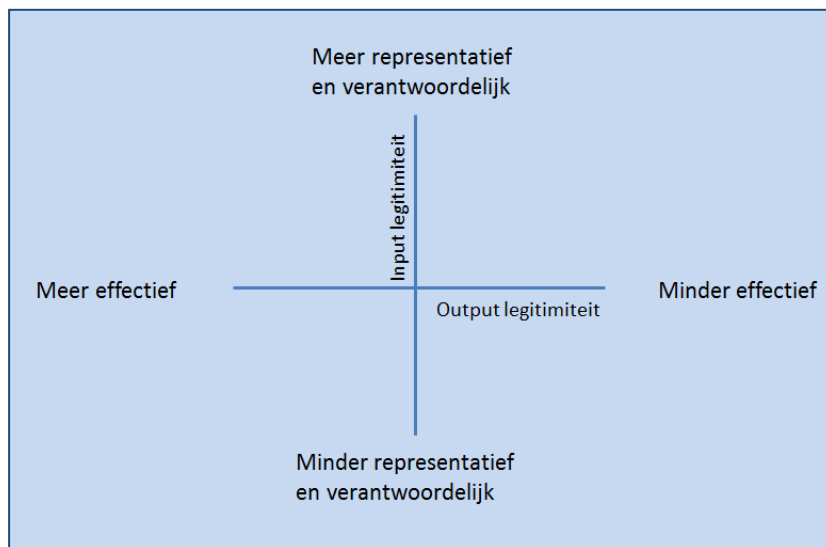 Meer representatief
en verantwoordelijk
Input legitimiteit
Meer effectief
Minder effectief
Output legitimiteit
Minder representatief
en verantwoordelijk